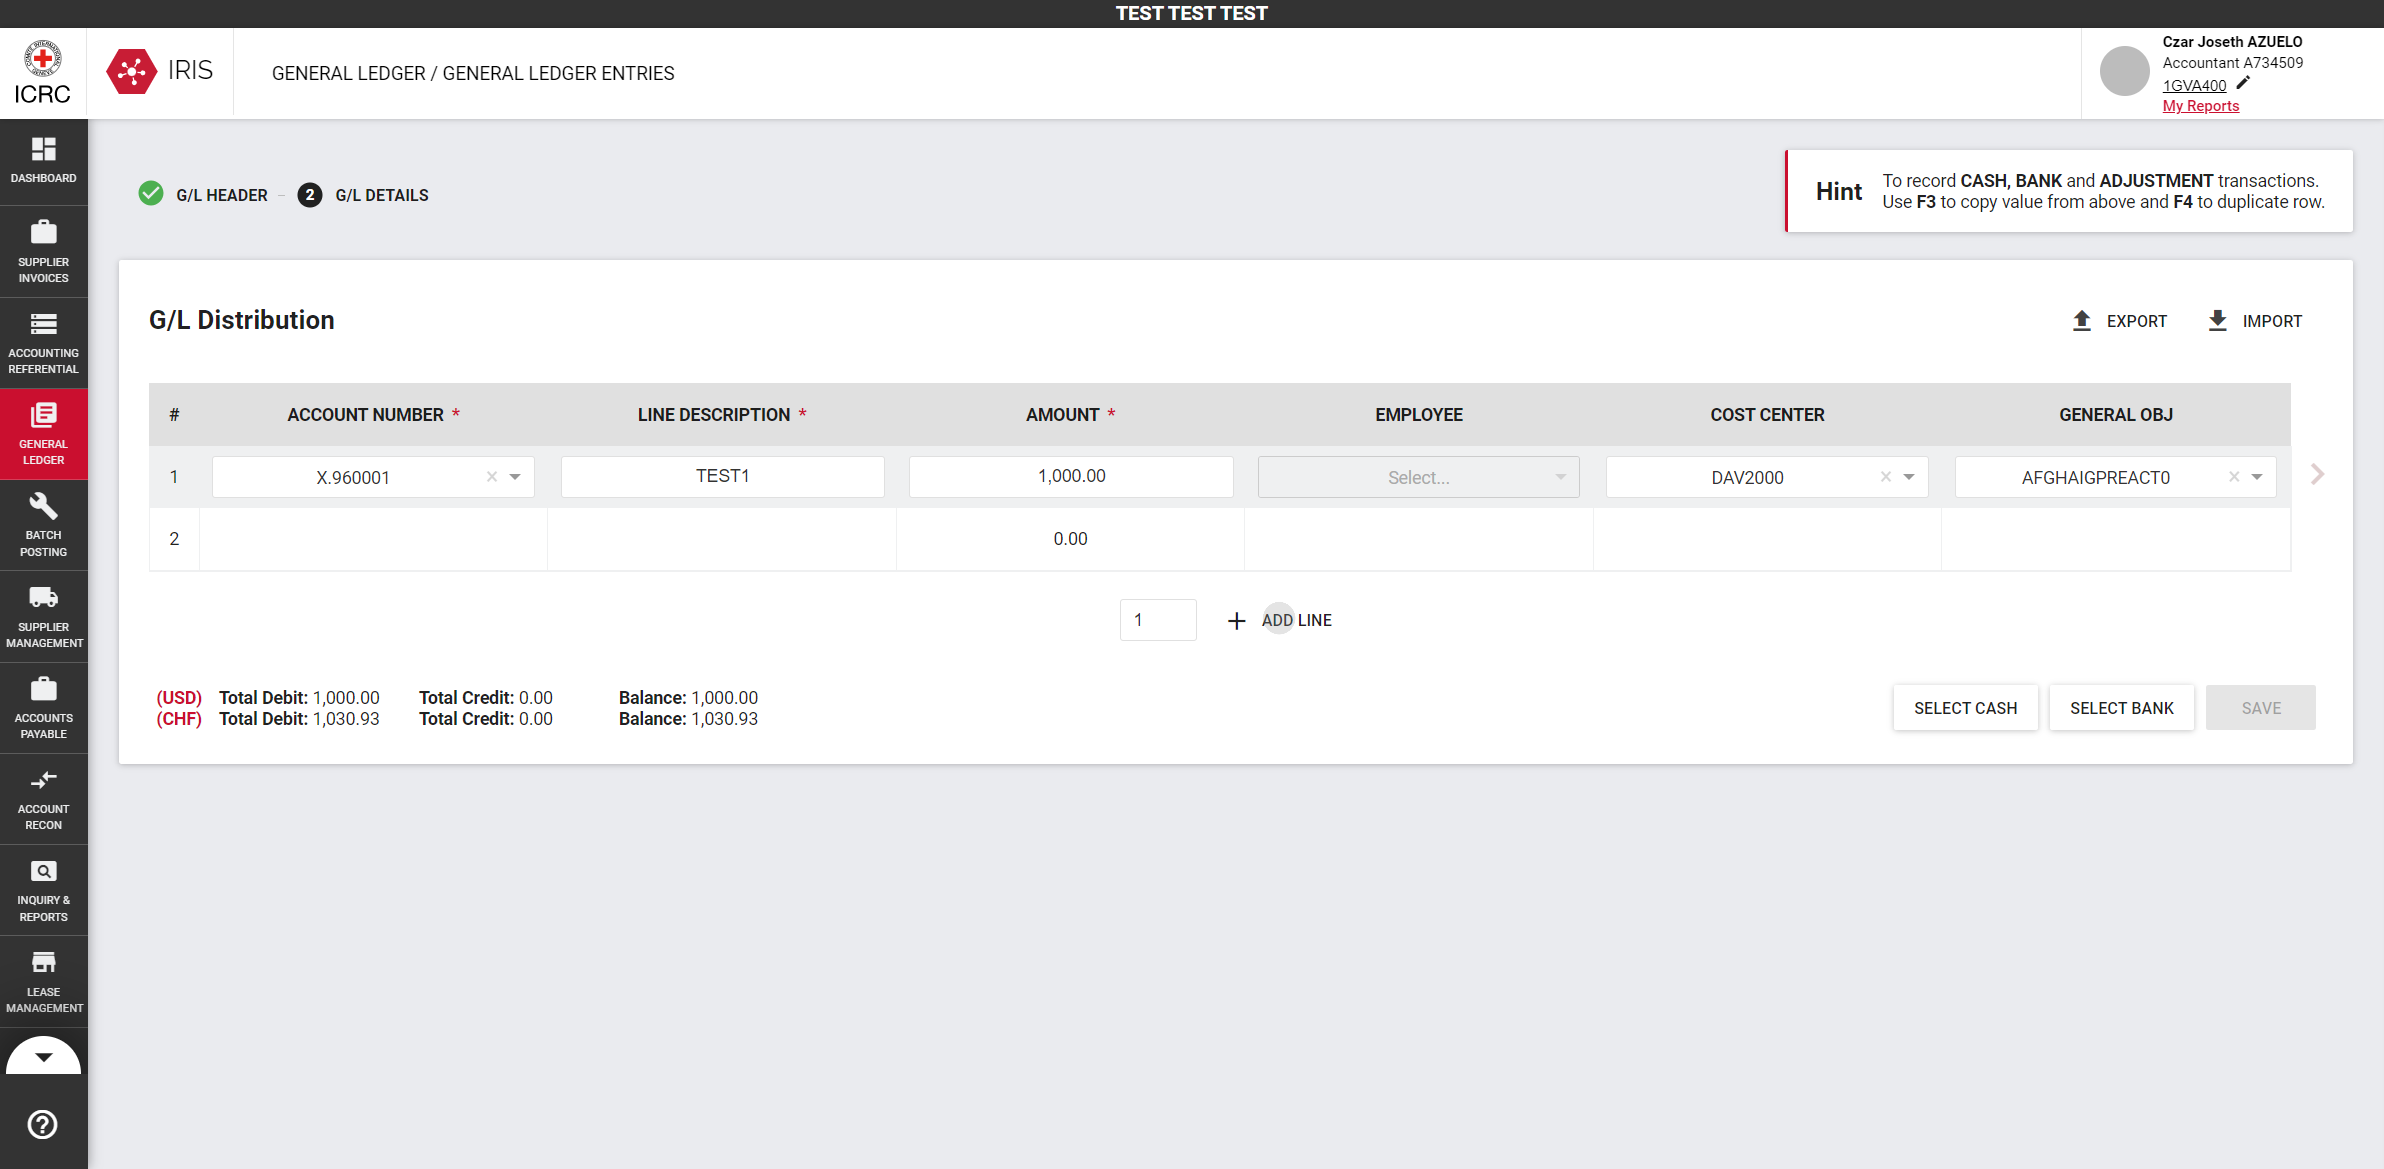 TEST TEST TEST
ICRC
IRIS
GENERAL LEDGER / GENERAL LEDGER ENTRIES
Czar Joseth AZUELO
Accountant A734509
1GVA400
My Reports
DASHBOARD
SUPPLIER
INVOICES
ACCOUNTING
REFERENTIAL
GENERAL
LEDGER
BATCH
POSTING
SUPPLIER
MANAGEMENT
ACCOUNTS
PAYABLE
ACCOUNT
RECON
INQUIRY &
REPORTS
LEASE
MANAGEMENT
G/L HEADER – 2 G/L DETAILS
Hint
To record CASH, BANK and ADJUSTMENT transactions.
Use F3 to copy value from above and F4 to duplicate row.
G/L Distribution
EXPORT IMPORT
# ACCOUNT NUMBER * LINE DESCRIPTION * AMOUNT * EMPLOYEE COST CENTER GENERAL OBJ
1 X.960001 TEST1 1,000.00 Select... DAV2000 AFGHAIGPREACT0
2 0.00
1 + ADD LINE
(USD) Total Debit: 1,000.00 Total Credit: 0.00 Balance: 1,000.00
(CHF) Total Debit: 1,030.93 Total Credit: 0.00 Balance: 1,030.93
SELECT CASH SELECT BANK SAVE